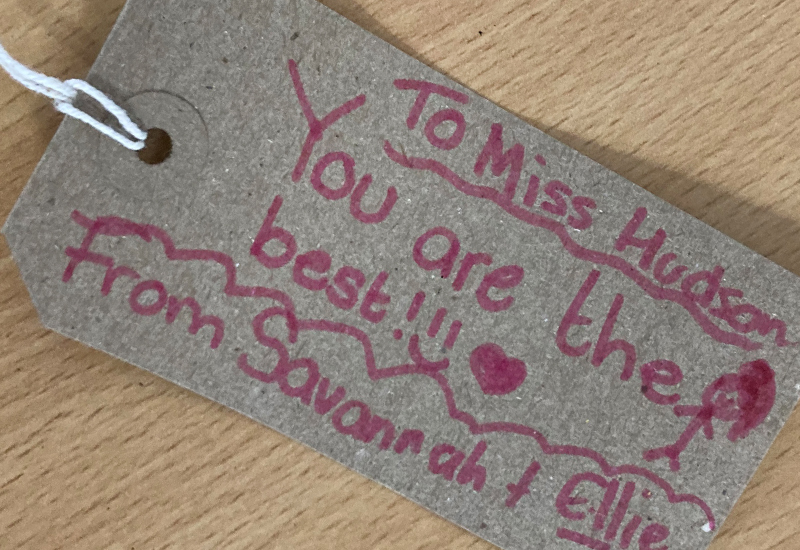 To Miss Hudson
You are the
best!!!
From Savannah + Ellie